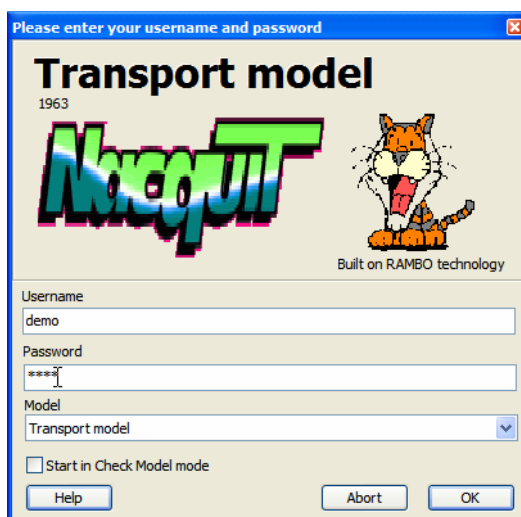 Please enter your username and password
Transport model
1963
NacquiT
Built on RAMBO technology
Username
demo
Password
****
Model
Transport model
Start in Check Model mode
Help
Abort
OK